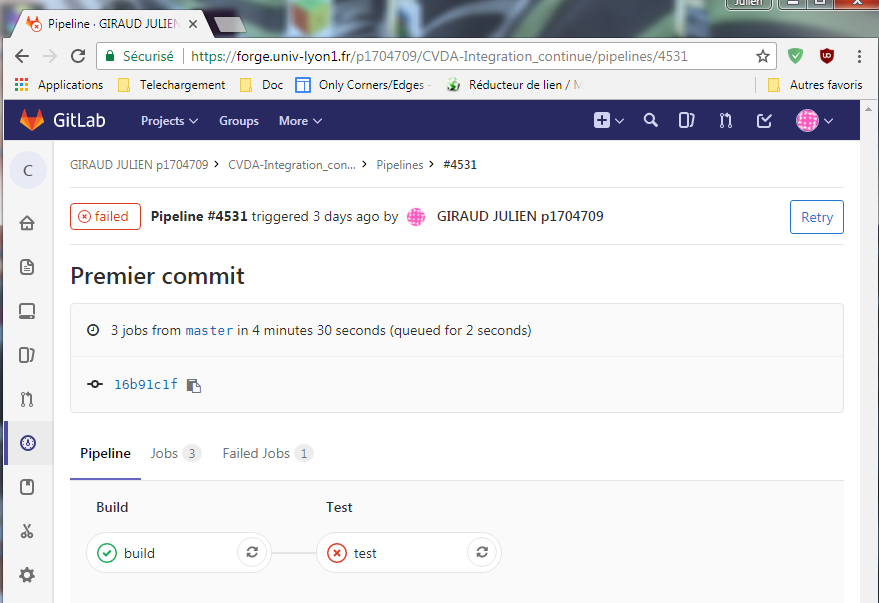 Julien
Pipeline · GIRAUD JULIEN
Sécurisé https://forge.univ-lyon1.fr/p1704709/CVDA-Integration_continue/pipelines/4531
Applications Telechargement Doc Only Corners/Edges - Réducteur de lien / Autres favoris
GitLab Projects Groups More
C
GIRAUD JULIEN p1704709 > CVDA-Integration_con... > Pipelines > #4531
failed Pipeline #4531 triggered 3 days ago by GIRAUD JULIEN p1704709 Retry
Premier commit
3 jobs from master in 4 minutes 30 seconds (queued for 2 seconds)
16b91c1f
Pipeline Jobs 3 Failed Jobs 1
Build Test
build test